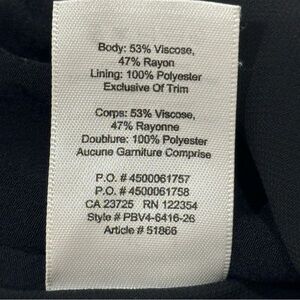 Body: 53% Viscose,
47% Rayon
Lining: 100% Polyester
Exclusive Of Trim
Corps: 53% Viscose,
47% Rayonne
Doublure: 100% Polyester
Aucune Garniture Comprise
P.O. # 4500061757
P.O. # 4500061758
CA 23725 RN 122354
Style # PBV4-6416-26
Article # 51866